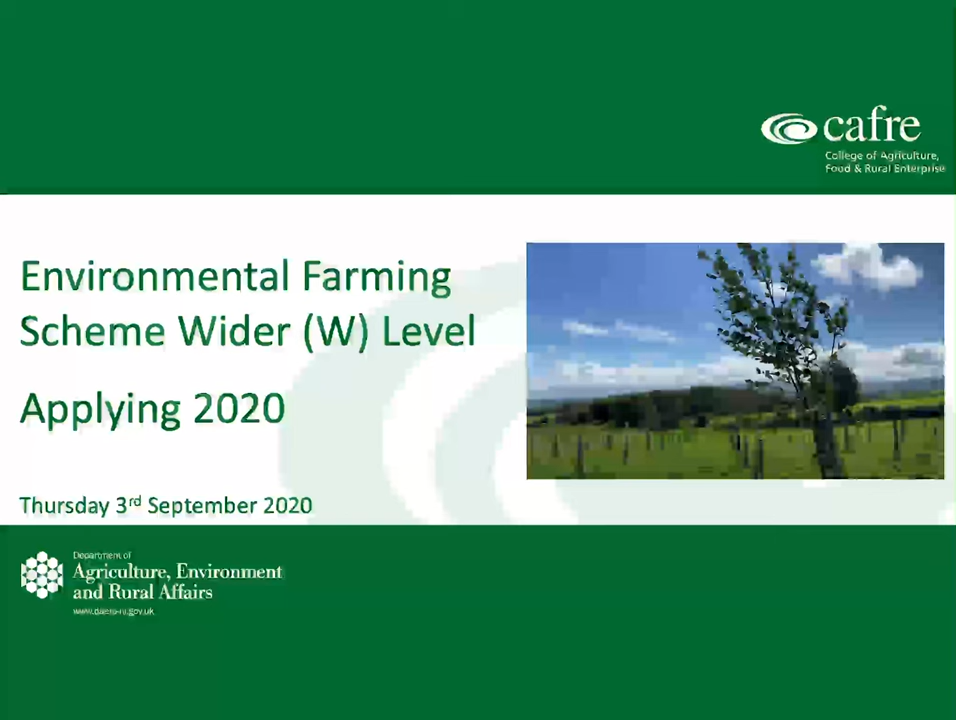 cafre
College of Agriculture,
Food & Rural Enterprise
Environmental Farming
Scheme Wider (W) Level
Applying 2020
Thursday 3rd September 2020
Department of
Agriculture, Environment
and Rural Affairs
www.daera-ni.gov.uk